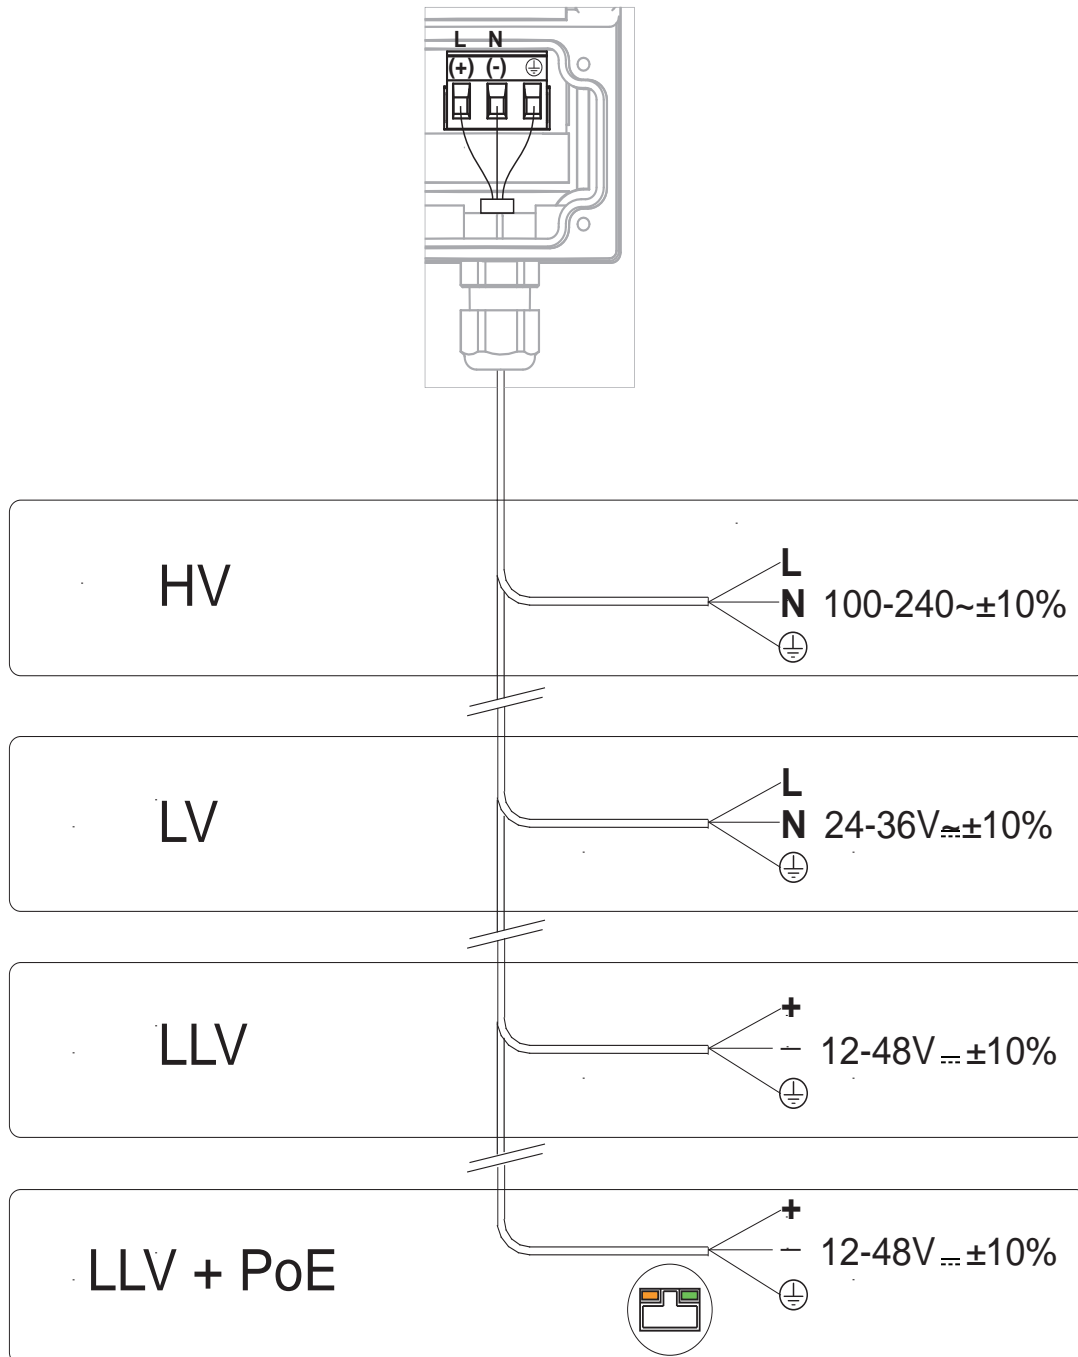 L N
(+) (-) ⏚
HV
L
N 100-240~±10%
⏚
LV
L
N 24-36V⏦±10%
⏚
LLV
+
– 12-48V⎓±10%
⏚
LLV + PoE
+
– 12-48V⎓±10%
⏚